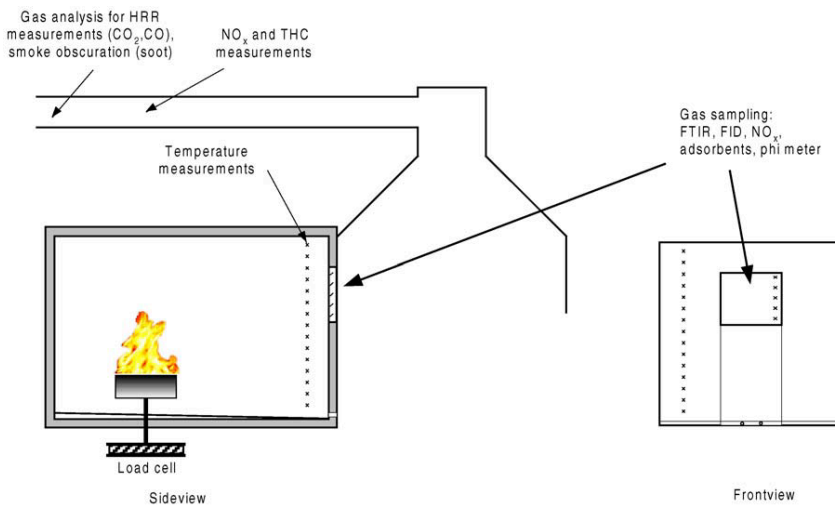 Gas analysis for HRR
measurements (CO₂,CO),
smoke obscuration (soot)
NOₓ and THC
measurements
Gas sampling:
FTIR, FID, NOₓ,
adsorbents, phi meter
Temperature
measurements
Load cell
Sideview
Frontview